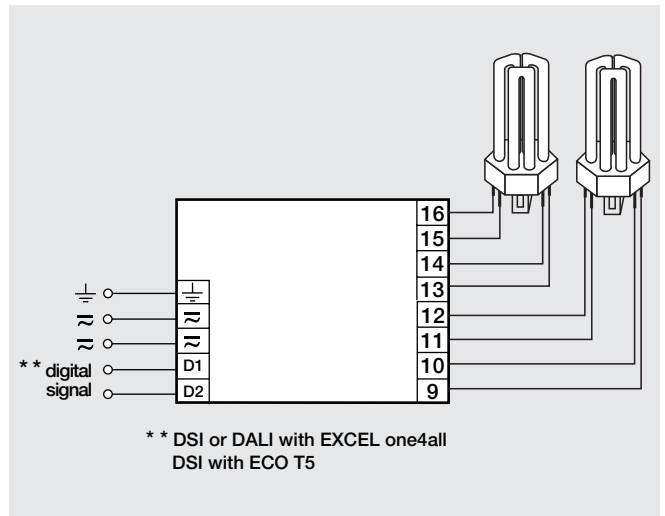 16
15
14
13
12
11
10
9
⏚ ⏚
≂ ≂
≂ ≂
* * digital D1
signal D2
* * DSI or DALI with EXCEL one4all
DSI with ECO T5